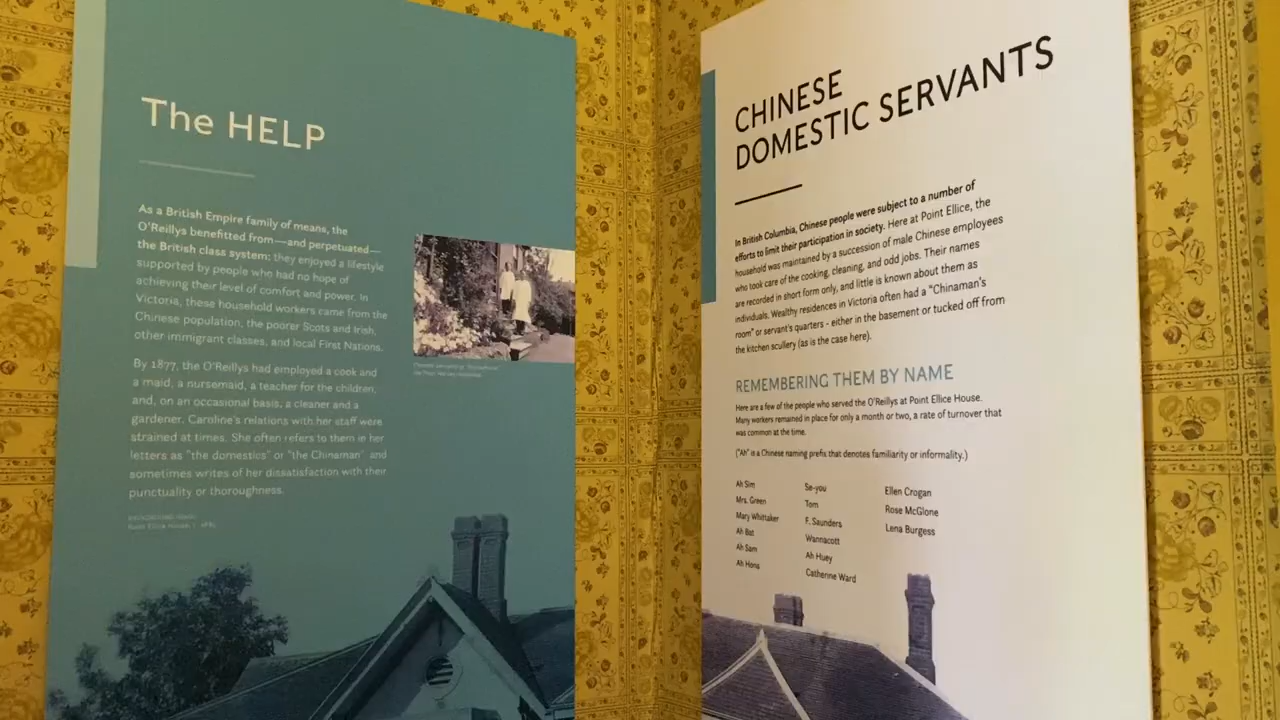 The HELP
As a British Empire family of means, the
O'Reillys benefitted from—and perpetuated—
the British class system: they enjoyed a lifestyle
supported by people who had no hope of
achieving their level of comfort and power. In
Victoria, these household workers came from the
Chinese population, the poorer Scots and Irish,
other immigrant classes, and local First Nations.
By 1877, the O'Reillys had employed a cook and
a maid, a nursemaid, a teacher for the children,
and, on an occasional basis, a cleaner and a
gardener. Caroline's relations with her staff were
strained at times. She often refers to them in her
letters as "the domestics" or "the Chinaman" and
sometimes writes of her dissatisfaction with their
punctuality or thoroughness.
CHINESE
DOMESTIC SERVANTS
In British Columbia, Chinese people were subject to a number of
efforts to limit their participation in society. Here at Point Ellice, the
household was maintained by a succession of male Chinese employees
who took care of the cooking, cleaning, and odd jobs. Their names
are recorded in short form only, and little is known about them as
individuals. Wealthy residences in Victoria often had a "Chinaman's
room" or servant's quarters - either in the basement or tucked off from
the kitchen scullery (as is the case here).
REMEMBERING THEM BY NAME
Here are a few of the people who served the O'Reillys at Point Ellice House.
Many workers remained in place for only a month or two, a rate of turnover that
was common at the time.
("Ah" is a Chinese naming prefix that denotes familiarity or informality.)
Ah Sim
Mrs. Green
Mary Whittaker
Ah Bat
Ah Sam
Ah Hong
Se-you
Tom
F. Saunders
Wannacott
Ah Huey
Catherine Ward
Ellen Crogan
Rose McGlone
Lena Burgess